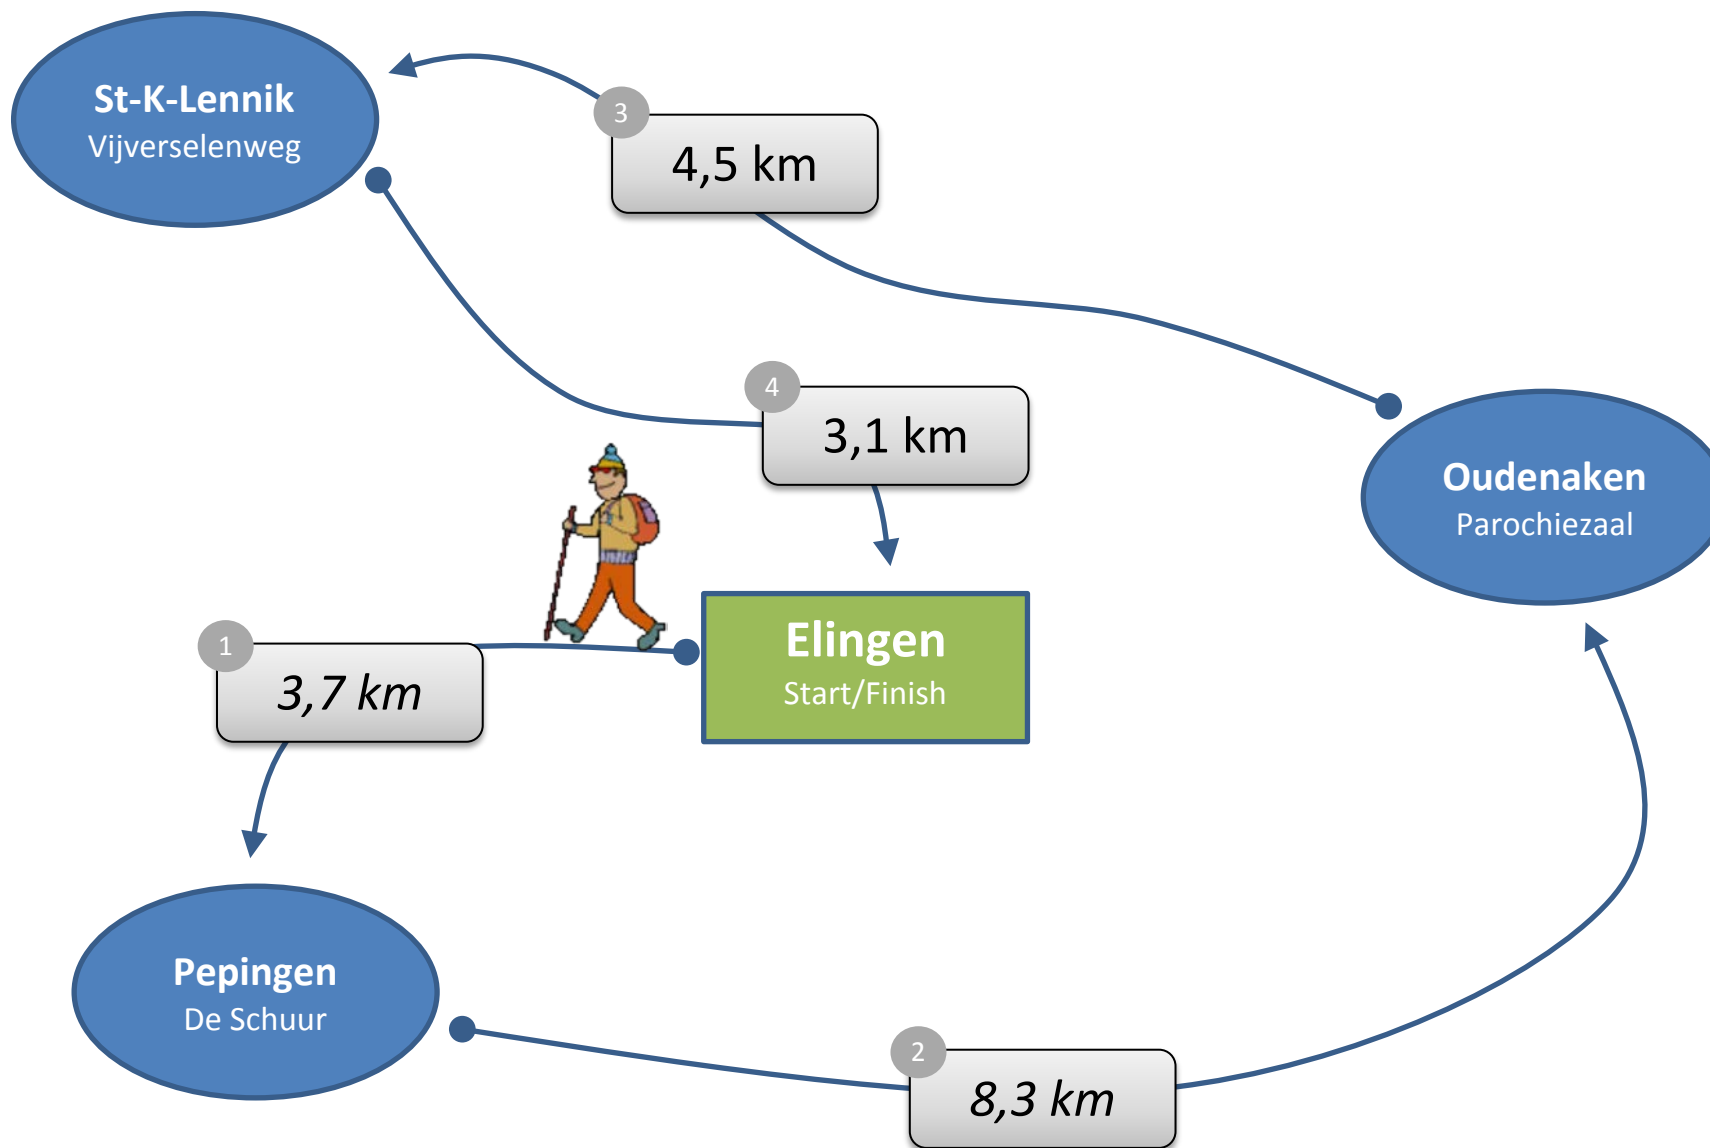 St-K-Lennik
Vijverselenweg
3
4,5 km
4
3,1 km
Oudenaken
Parochiezaal
Elingen
Start/Finish
1
3,7 km
Pepingen
De Schuur
2
8,3 km